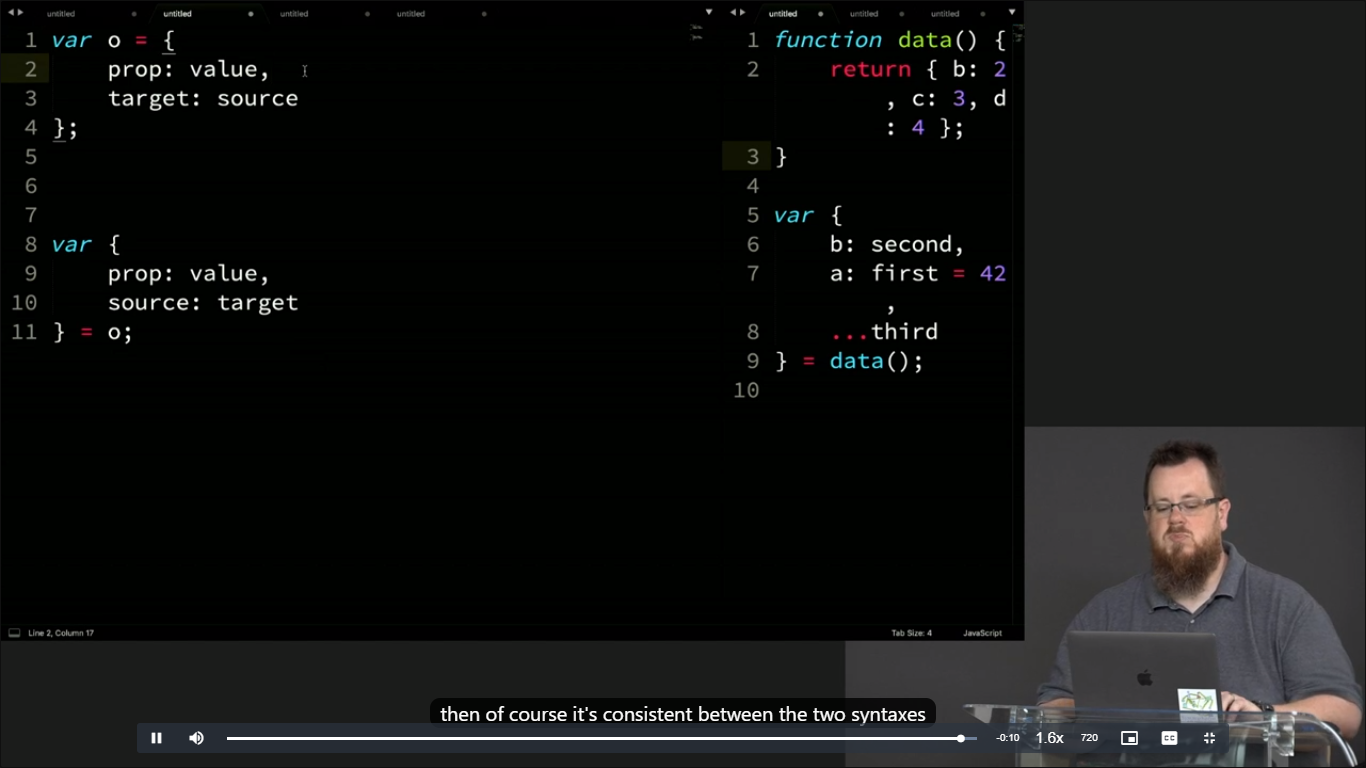 untitled untitled untitled untitled
1 var o = {
2 prop: value,
3 target: source
4 };
5
6
7
8 var {
9 prop: value,
10 source: target
11 } = o;
untitled untitled untitled
1 function data() {
2 return { b: 2
, c: 3, d
: 4 };
3 }
4
5 var {
6 b: second,
7 a: first = 42
,
8 ...third
9 } = data();
10
Line 2, Column 17
Tab Size: 4 JavaScript
then of course it's consistent between the two syntaxes
-0:10 1.6x 720 CC